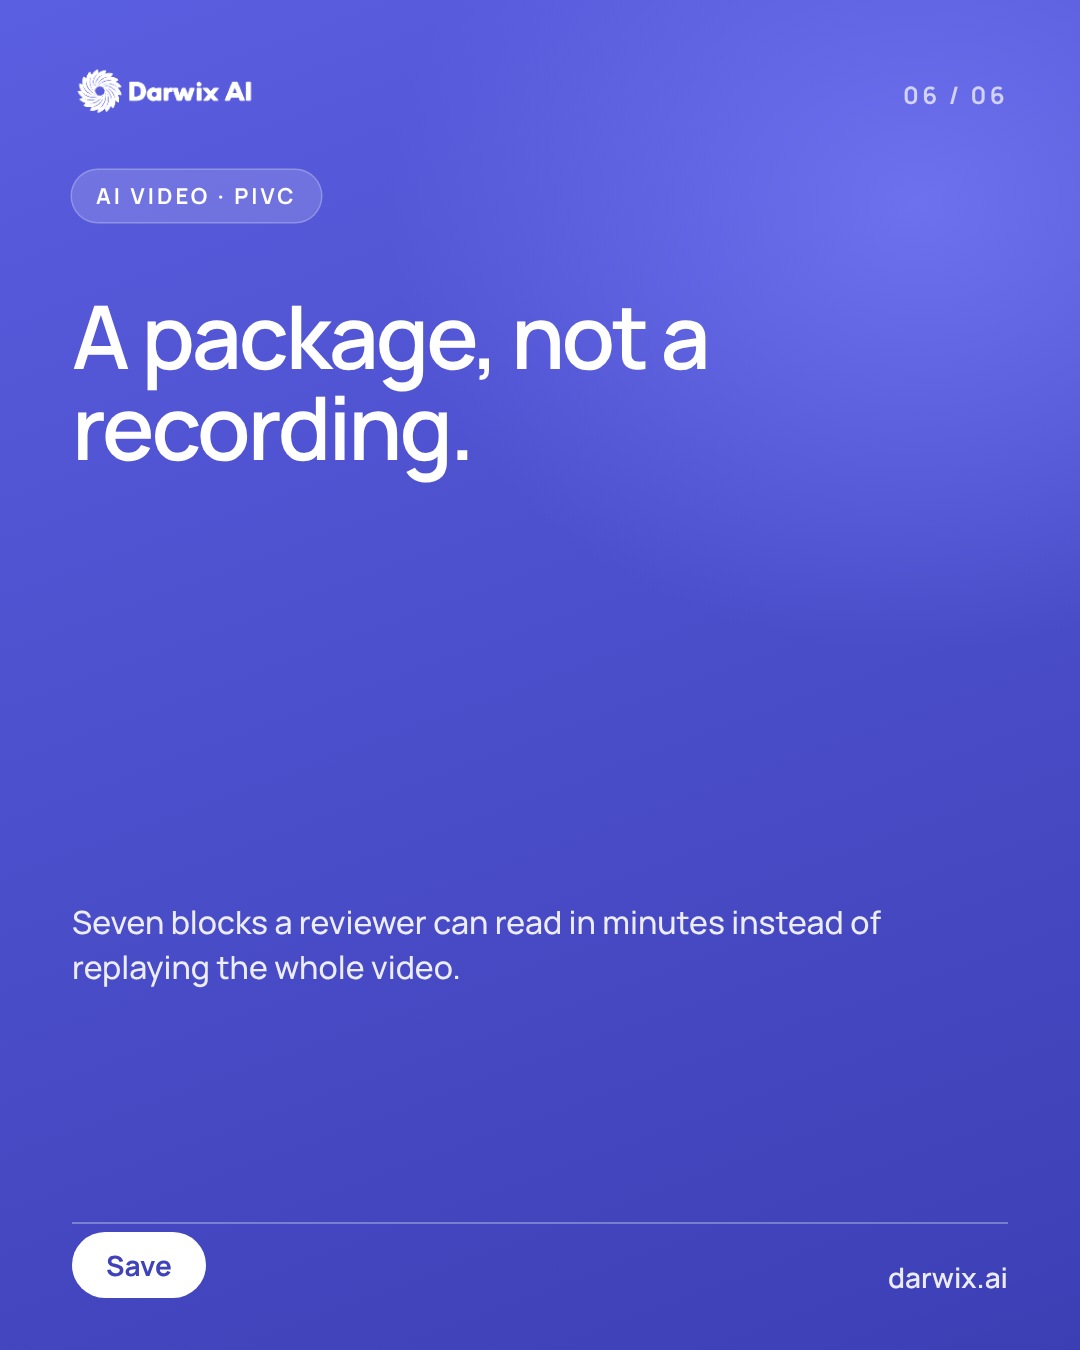 Darwix AI
06 / 06
AI VIDEO · PIVC
A package, not a
recording.
Seven blocks a reviewer can read in minutes instead of
replaying the whole video.
Save
darwix.ai